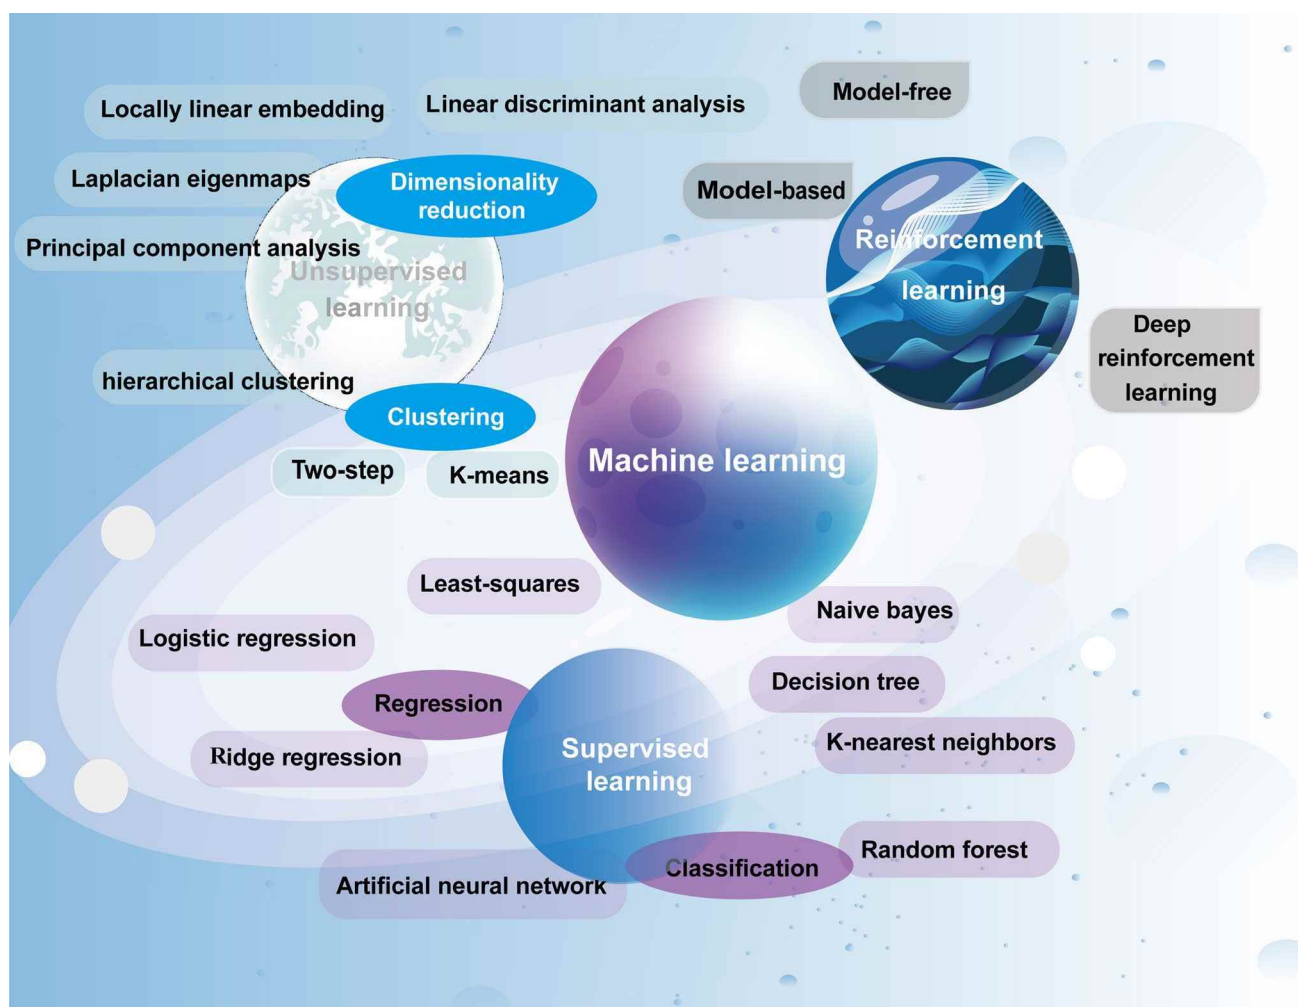 Locally linear embedding
Linear discriminant analysis
Model-free
Laplacian eigenmaps
Dimensionality
reduction
Model-based
Principal component analysis
Unsupervised
learning
Reinforcement
learning
Deep
reinforcement
learning
hierarchical clustering
Clustering
Two-step
K-means
Machine learning
Least-squares
Naive bayes
Logistic regression
Decision tree
Regression
K-nearest neighbors
Ridge regression
Supervised
learning
Random forest
Classification
Artificial neural network